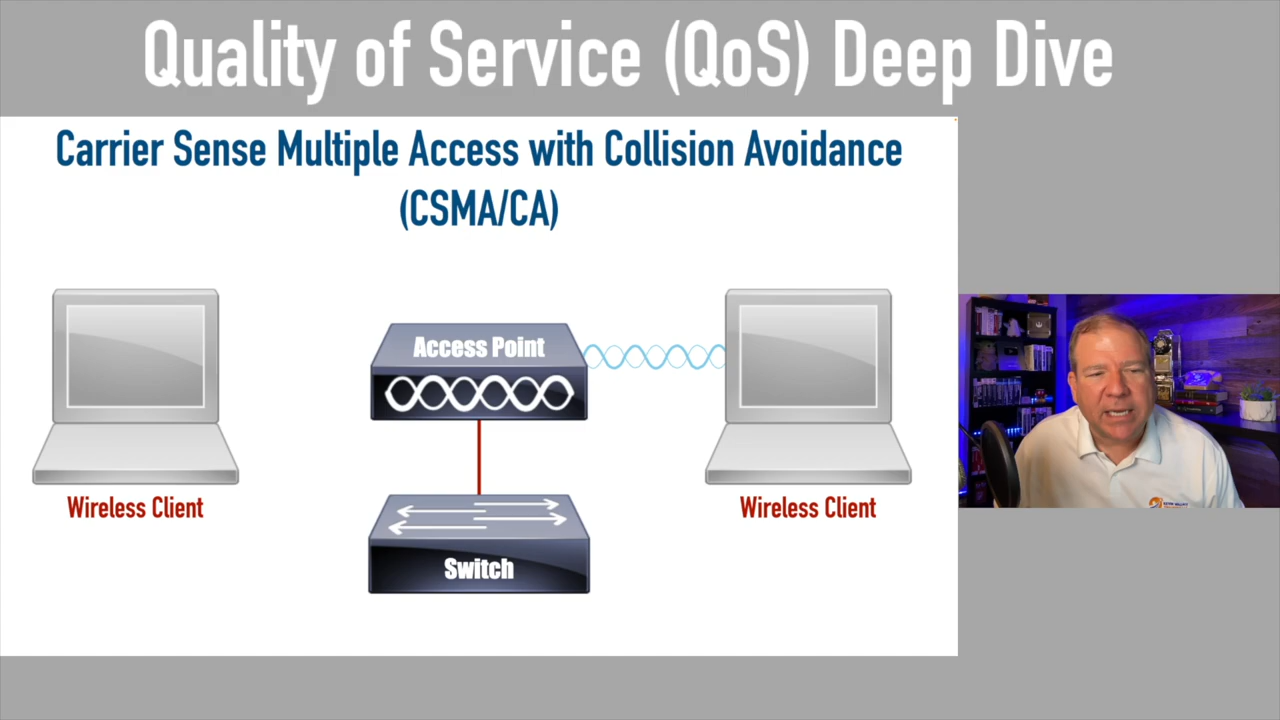 Quality of Service (QoS) Deep Dive
Carrier Sense Multiple Access with Collision Avoidance
(CSMA/CA)
Access Point
Wireless Client
Wireless Client
Switch